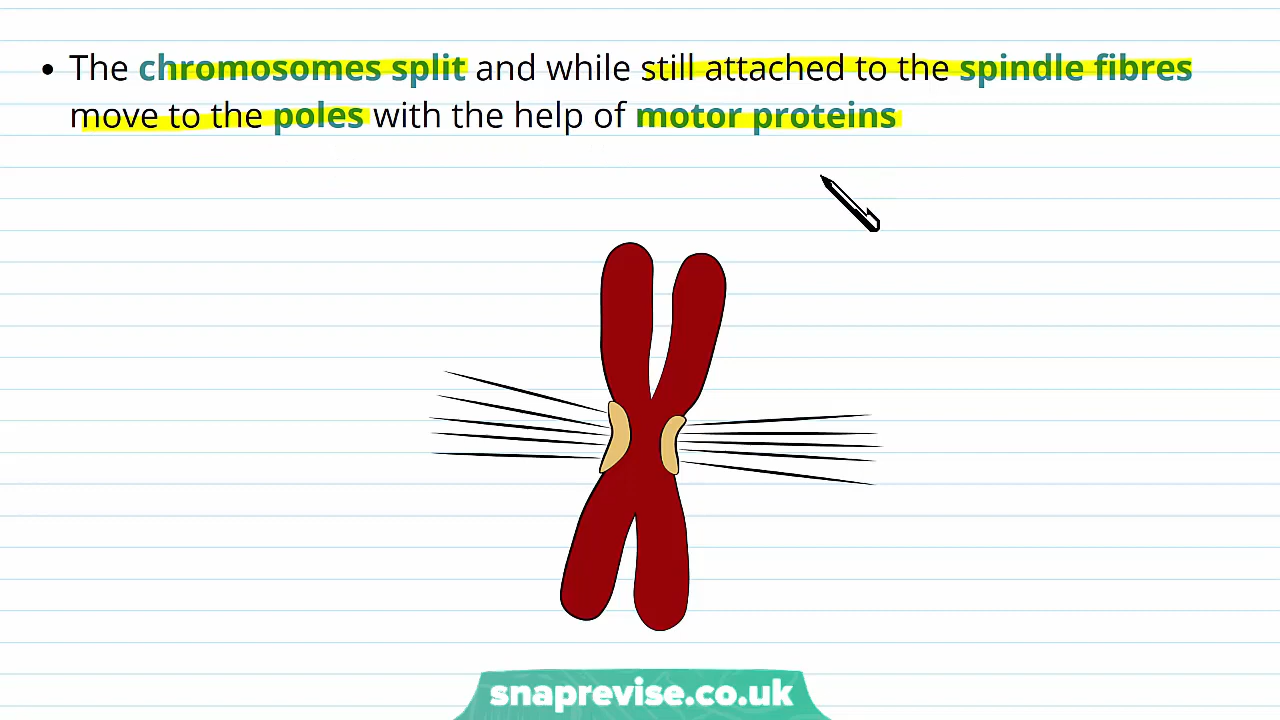 • The chromosomes split and while still attached to the spindle fibres
move to the poles with the help of motor proteins
snaprevise.co.uk